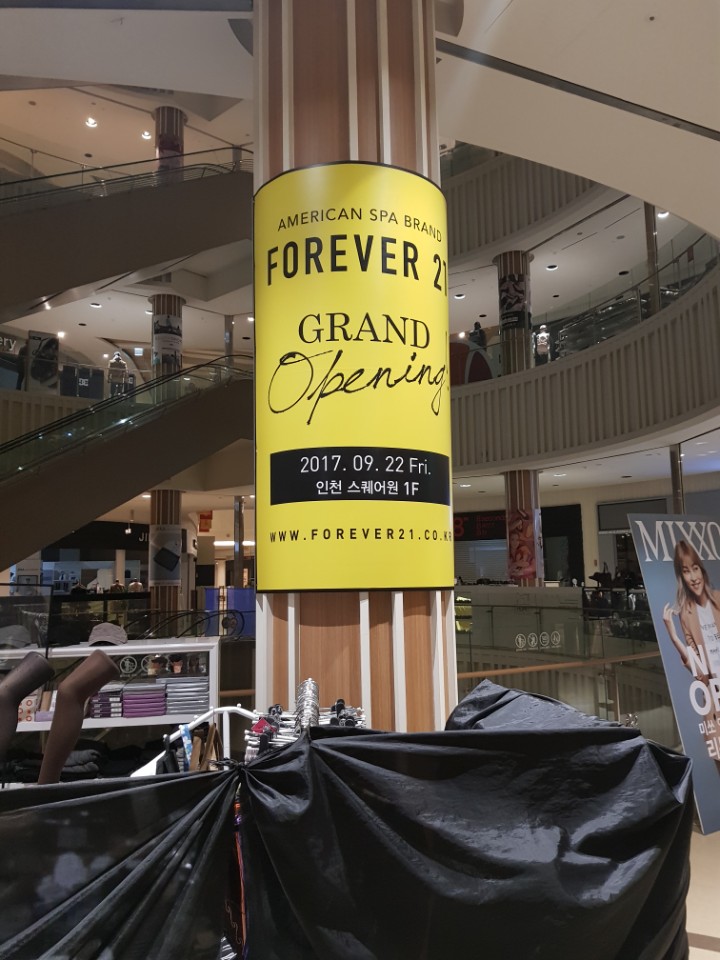 AMERICAN SPA BRAND
FOREVER 21
GRAND
Opening
2017. 09. 22 Fri.
인천 스퀘어원 1F
WWW.FOREVER21.CO.KR
MIXXO